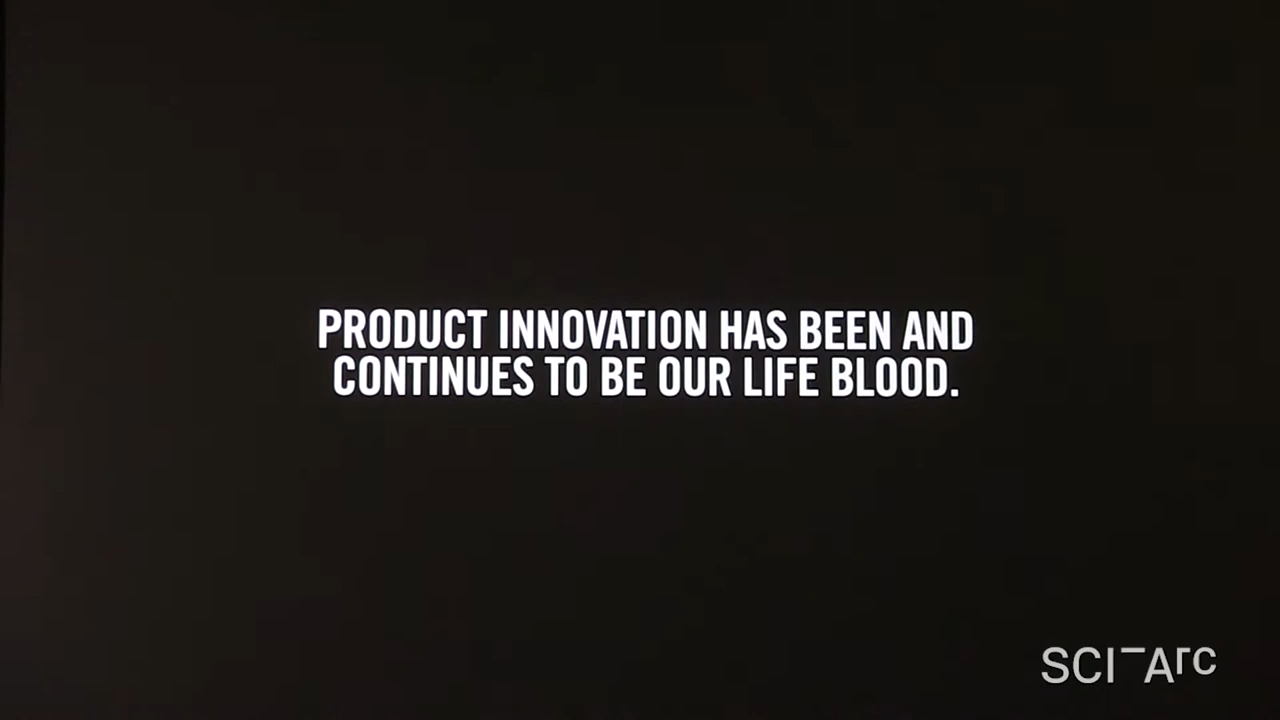 PRODUCT INNOVATION HAS BEEN AND
CONTINUES TO BE OUR LIFE BLOOD.
SCI-Arc